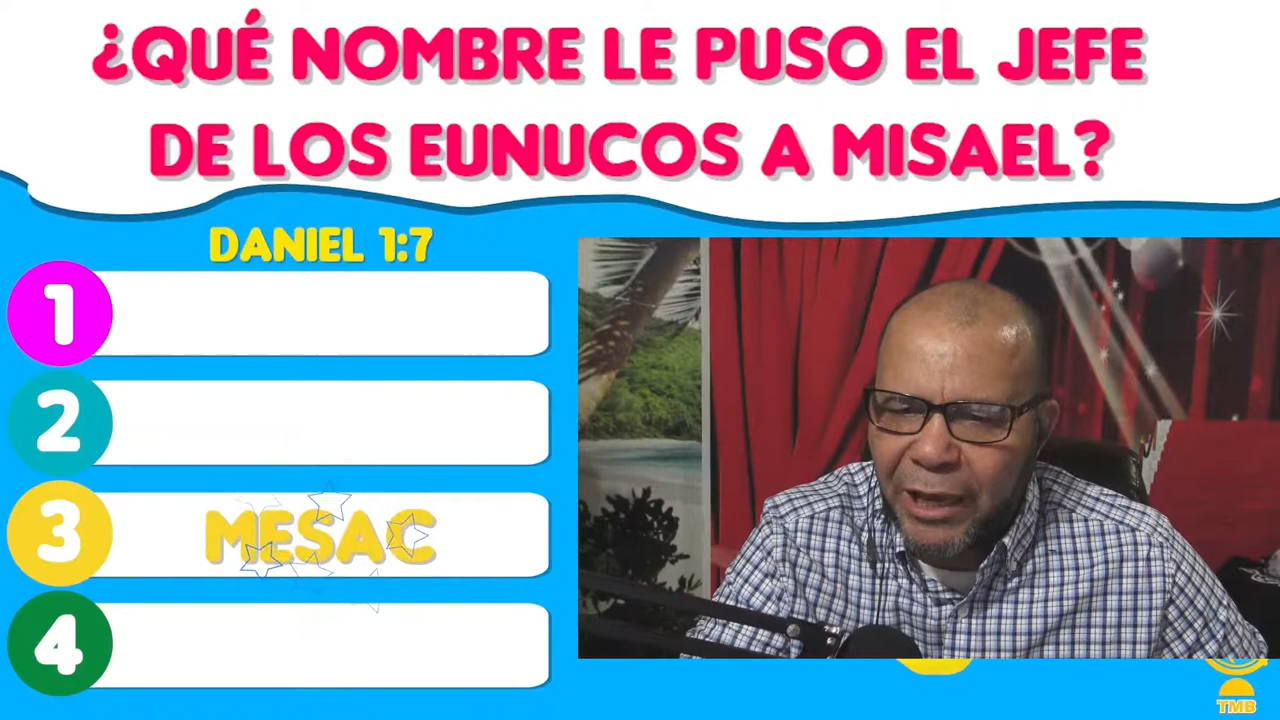 ¿QUÉ NOMBRE LE PUSO EL JEFE
DE LOS EUNUCOS A MISAEL?
DANIEL 1:7
1
2
3 MESAC
4
TMB